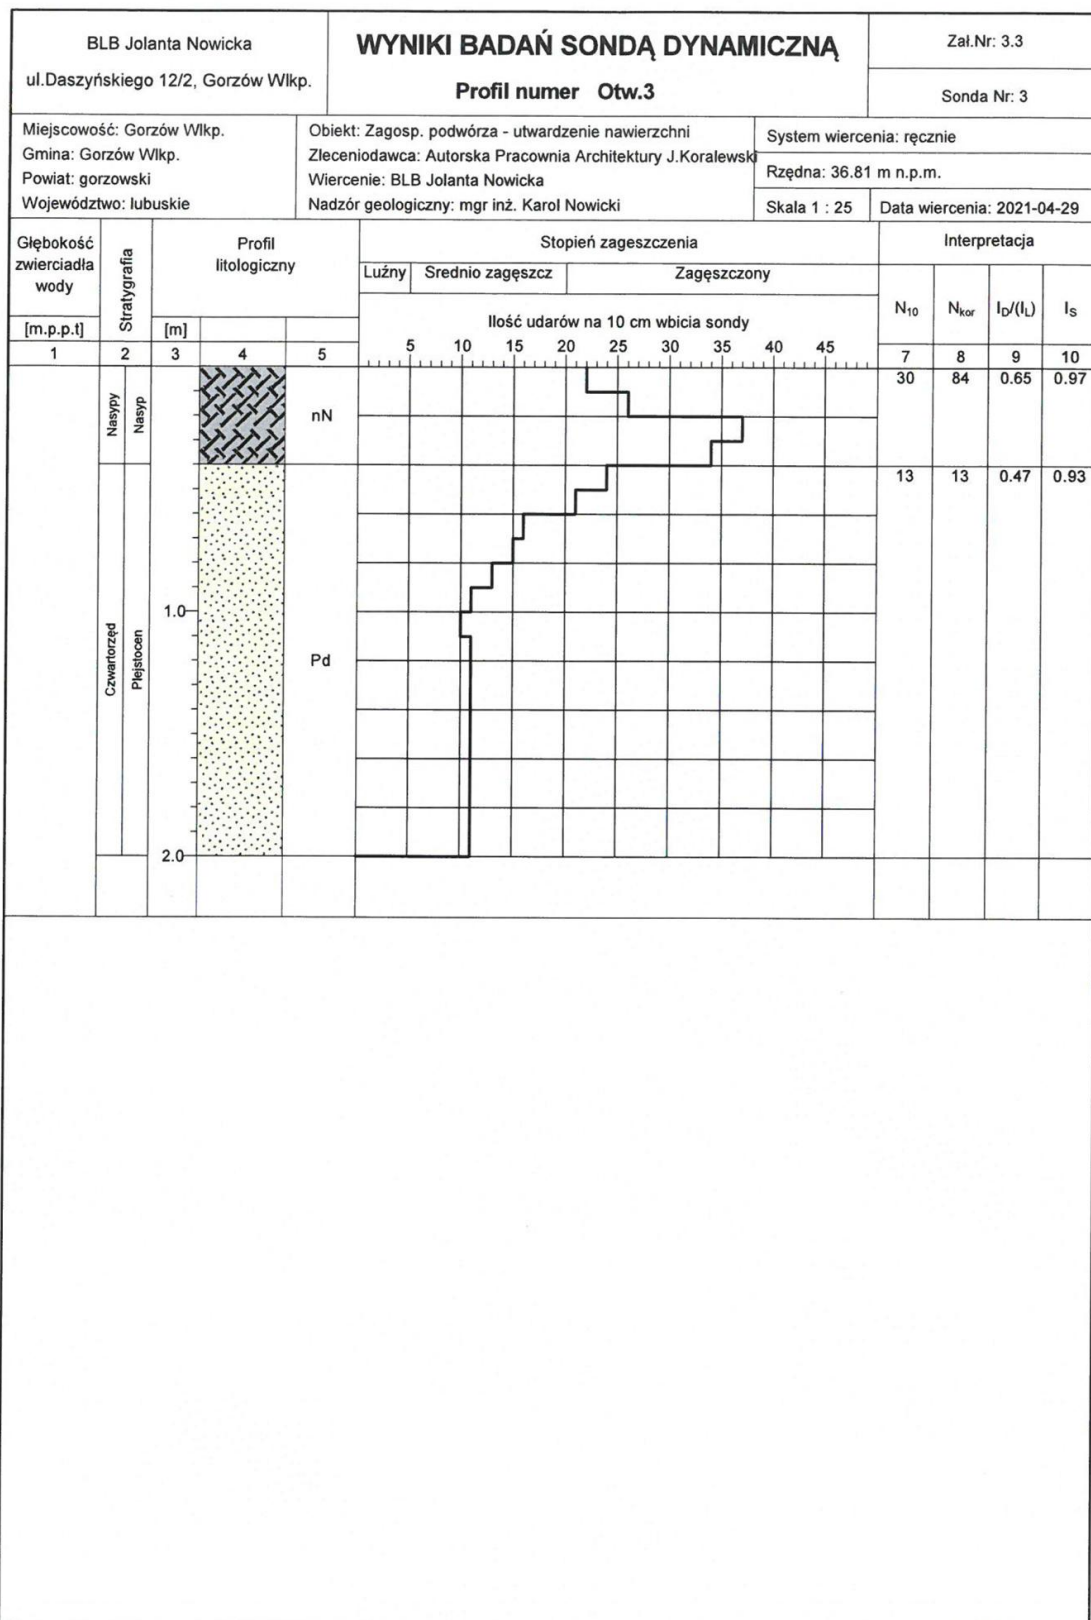 BLB Jolanta Nowicka
ul.Daszyńskiego 12/2, Gorzów Wlkp.
WYNIKI BADAŃ SONDĄ DYNAMICZNĄ
Profil numer Otw.3
Zał.Nr: 3.3
Sonda Nr: 3
Miejscowość: Gorzów Wlkp.
Gmina: Gorzów Wlkp.
Powiat: gorzowski
Województwo: lubuskie
Obiekt: Zagosp. podwórza - utwardzenie nawierzchni
Zleceniodawca: Autorska Pracownia Architektury J.Koralewski
Wiercenie: BLB Jolanta Nowicka
Nadzór geologiczny: mgr inż. Karol Nowicki
System wiercenia: ręcznie
Rzędna: 36.81 m n.p.m.
Skala 1 : 25
Data wiercenia: 2021-04-29
Głębokość
zwierciadła
wody
[m.p.p.t]
Stratygrafia
Profil
litologiczny
[m]
Stopień zagęszczenia
Luźny
Srednio zagęszcz
Zagęszczony
Ilość udarów na 10 cm wbicia sondy
5 10 15 20 25 30 35 40 45
Interpretacja
N10
Nkor
ID/(IL)
IS
1 2 3 4 5 7 8 9 10
Nasypy
Nasyp
nN
30 84 0.65 0.97
13 13 0.47 0.93
Czwartorzęd
Plejstocen
1.0
Pd
2.0